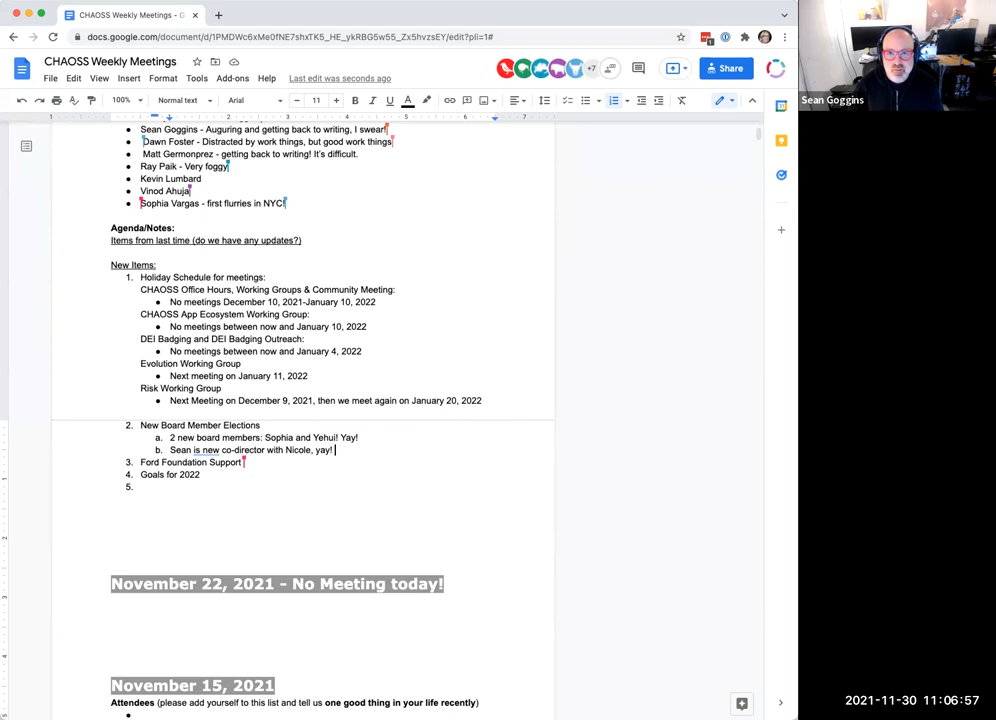 CHAOSS Weekly Meetings - G
docs.google.com/document/d/1PMDWc6xMe0fNE7shxTK5_HE_ykRBG5w55_Zx5hvzsEY/edit?pli=1#
CHAOSS Weekly Meetings
File Edit View Insert Format Tools Add-ons Help Last edit was seconds ago
+7
Share
100% Normal text Arial 11
1 1 2 3 4 5 6 7
Sean Goggins - Auguring and getting back to writing, I swear!
Dawn Foster - Distracted by work things, but good work things
Matt Germonprez - getting back to writing! It's difficult.
Ray Paik - Very foggy
Kevin Lumbard
Vinod Ahuja
Sophia Vargas - first flurries in NYC!
Agenda/Notes:
Items from last time (do we have any updates?)
New Items:
1. Holiday Schedule for meetings:
CHAOSS Office Hours, Working Groups & Community Meeting:
No meetings December 10, 2021-January 10, 2022
CHAOSS App Ecosystem Working Group:
No meetings between now and January 10, 2022
DEI Badging and DEI Badging Outreach:
No meetings between now and January 4, 2022
Evolution Working Group
Next meeting on January 11, 2022
Risk Working Group
Next Meeting on December 9, 2021, then we meet again on January 20, 2022
2. New Board Member Elections
a. 2 new board members: Sophia and Yehui! Yay!
b. Sean is new co-director with Nicole, yay!
3. Ford Foundation Support
4. Goals for 2022
5.
November 22, 2021 - No Meeting today!
November 15, 2021
Attendees (please add yourself to this list and tell us one good thing in your life recently)
Sean Goggins
2021-11-30 11:06:57